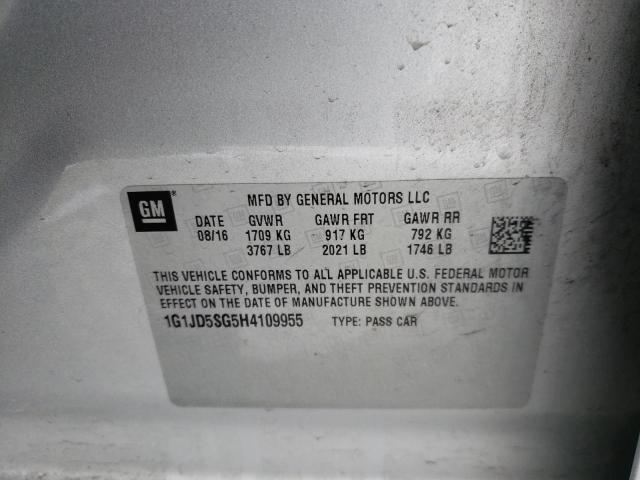 GM ®
MFD BY GENERAL MOTORS LLC
DATE GVWR GAWR FRT GAWR RR
08/16 1709 KG 917 KG 792 KG
3767 LB 2021 LB 1746 LB
THIS VEHICLE CONFORMS TO ALL APPLICABLE U.S. FEDERAL MOTOR
VEHICLE SAFETY, BUMPER, AND THEFT PREVENTION STANDARDS IN
EFFECT ON THE DATE OF MANUFACTURE SHOWN ABOVE.
1G1JD5SG5H4109955 TYPE: PASS CAR